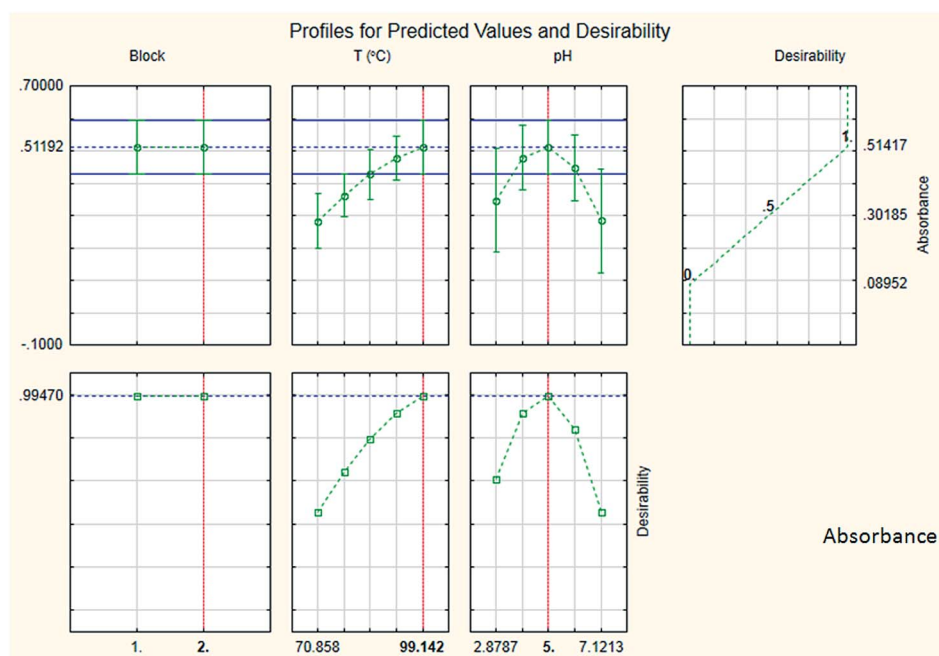 Profiles for Predicted Values and Desirability
Block T (ºC) pH Desirability
.70000
.51192
-.1000
1. .51417
.5 .30185
0. .08952
Absorbance
.99470
Desirability
Absorbance
1. 2. 70.858 99.142 2.8787 5. 7.1213